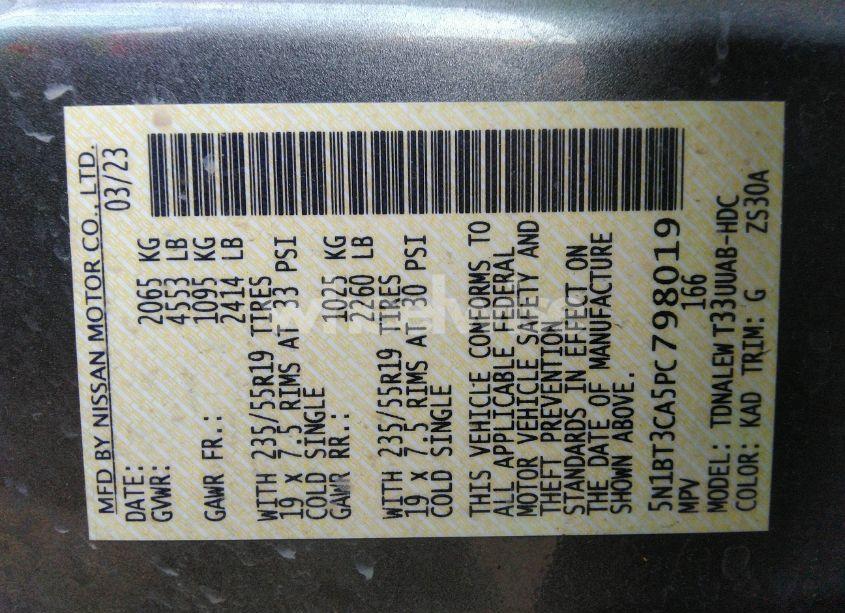 MFD BY NISSAN MOTOR CO., LTD.
DATE: 03/23
GVWR: 2065 KG
4553 LB
GAWR FR.: 1095 KG
2414 LB
WITH 235/55R19 TIRES
19 X 7.5 RIMS AT 33 PSI
COLD SINGLE
GAWR RR.: 1025 KG
2260 LB
WITH 235/55R19 TIRES
19 X 7.5 RIMS AT 30 PSI
COLD SINGLE
THIS VEHICLE CONFORMS TO
ALL APPLICABLE FEDERAL
MOTOR VEHICLE SAFETY AND
THEFT PREVENTION
STANDARDS IN EFFECT ON
THE DATE OF MANUFACTURE
SHOWN ABOVE.
5N1BT3CA5PC798019
MPV 166
MODEL: TDNALEW T33UUAB-HDC
COLOR: KAD TRIM: G ZS30A